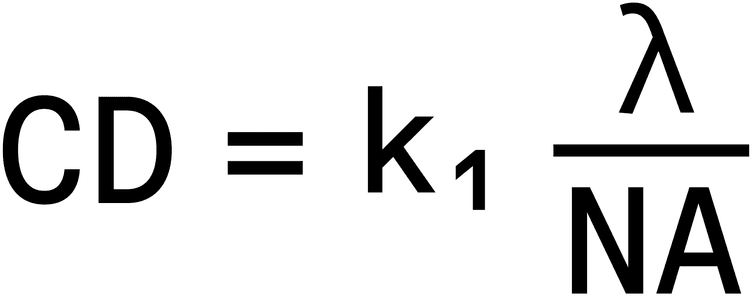 CD = k₁ λ
NA